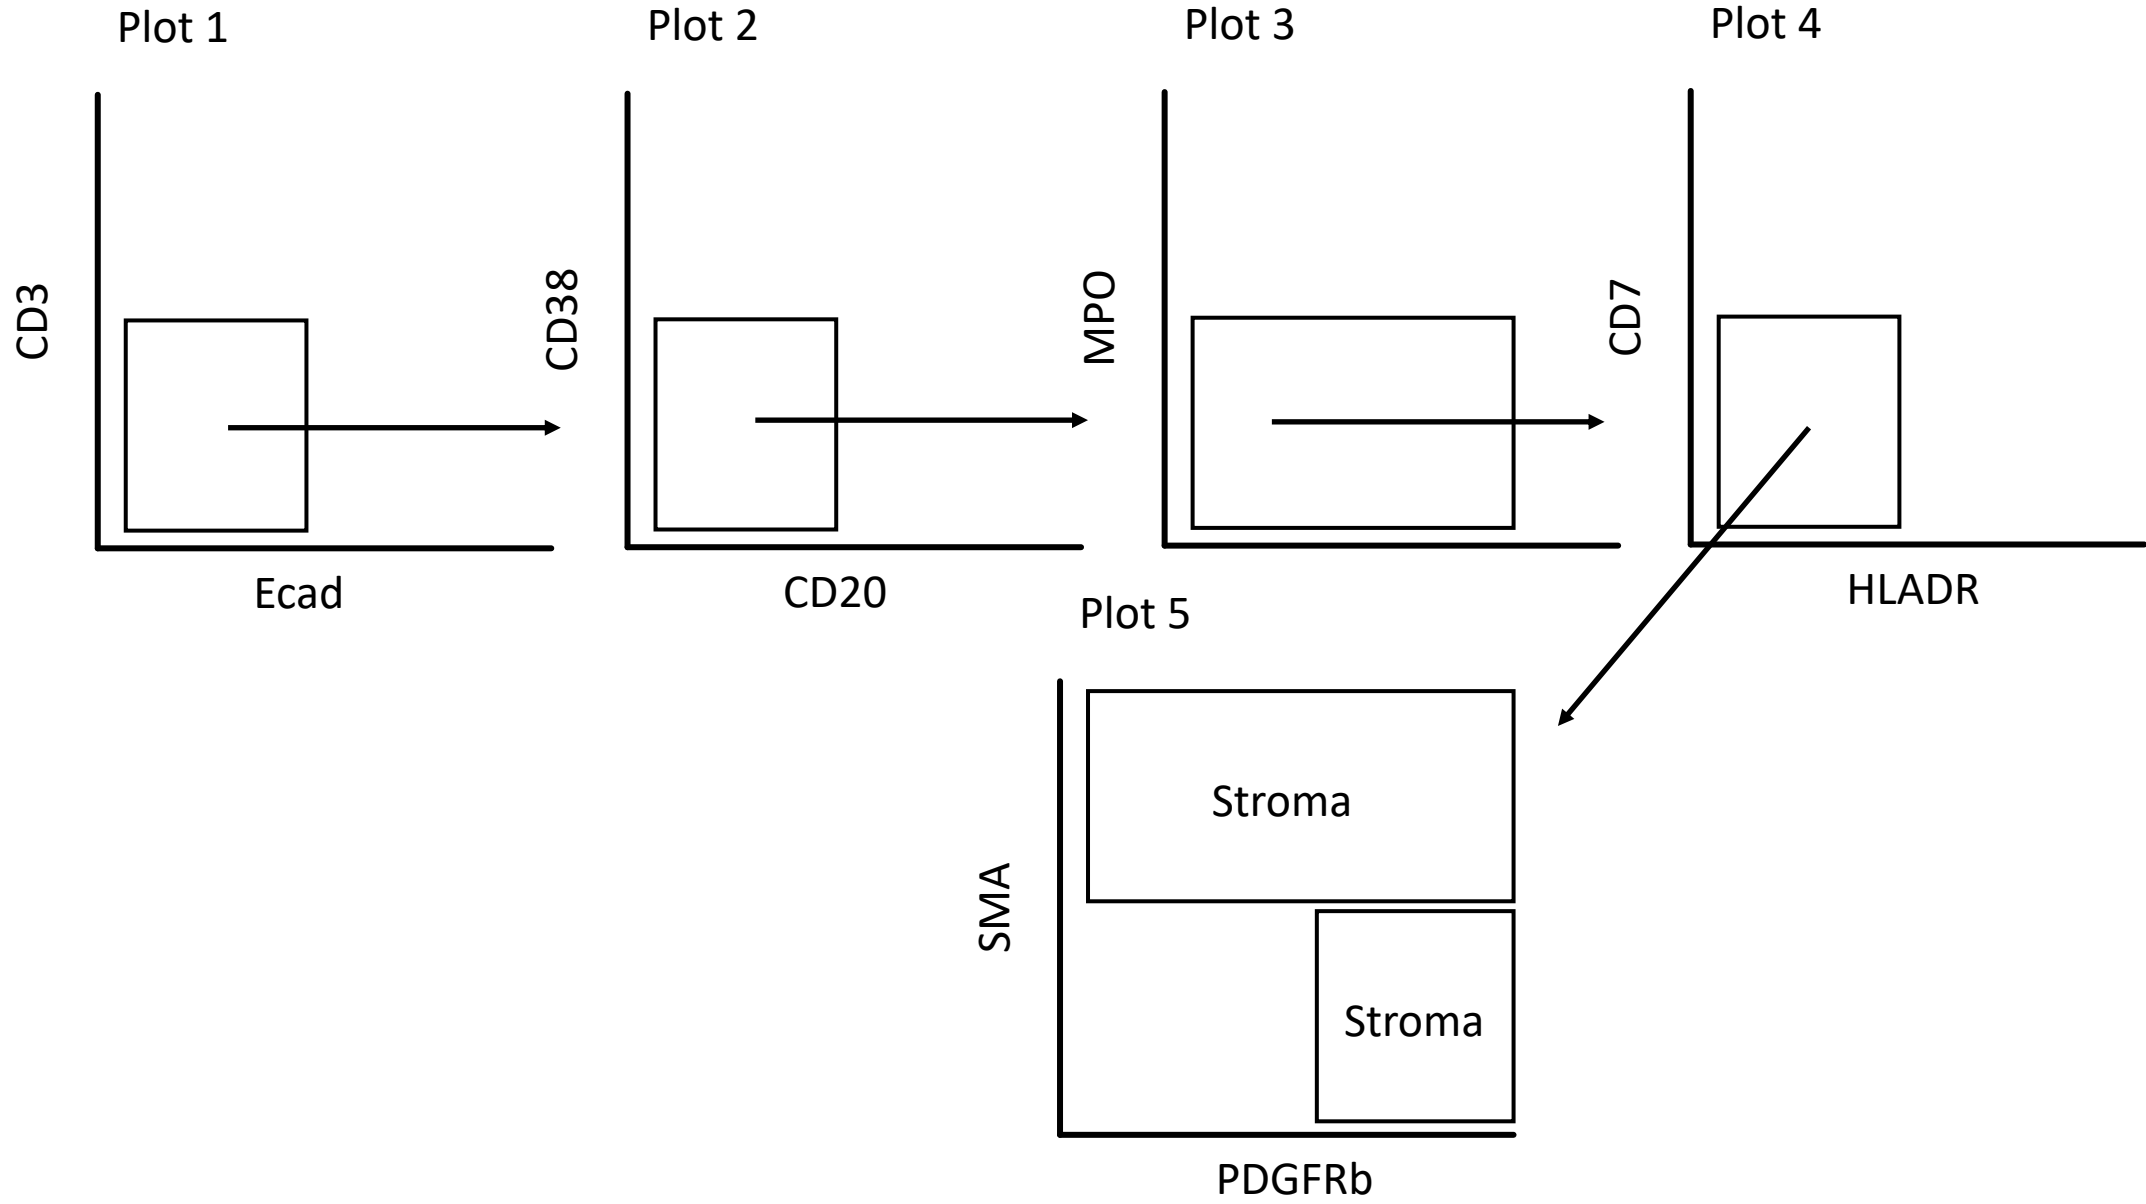 Plot 1
Plot 2
Plot 3
Plot 4
CD3
Ecad
CD38
CD20
MPO
CD7
HLADR
Plot 5
SMA
Stroma
Stroma
PDGFRb